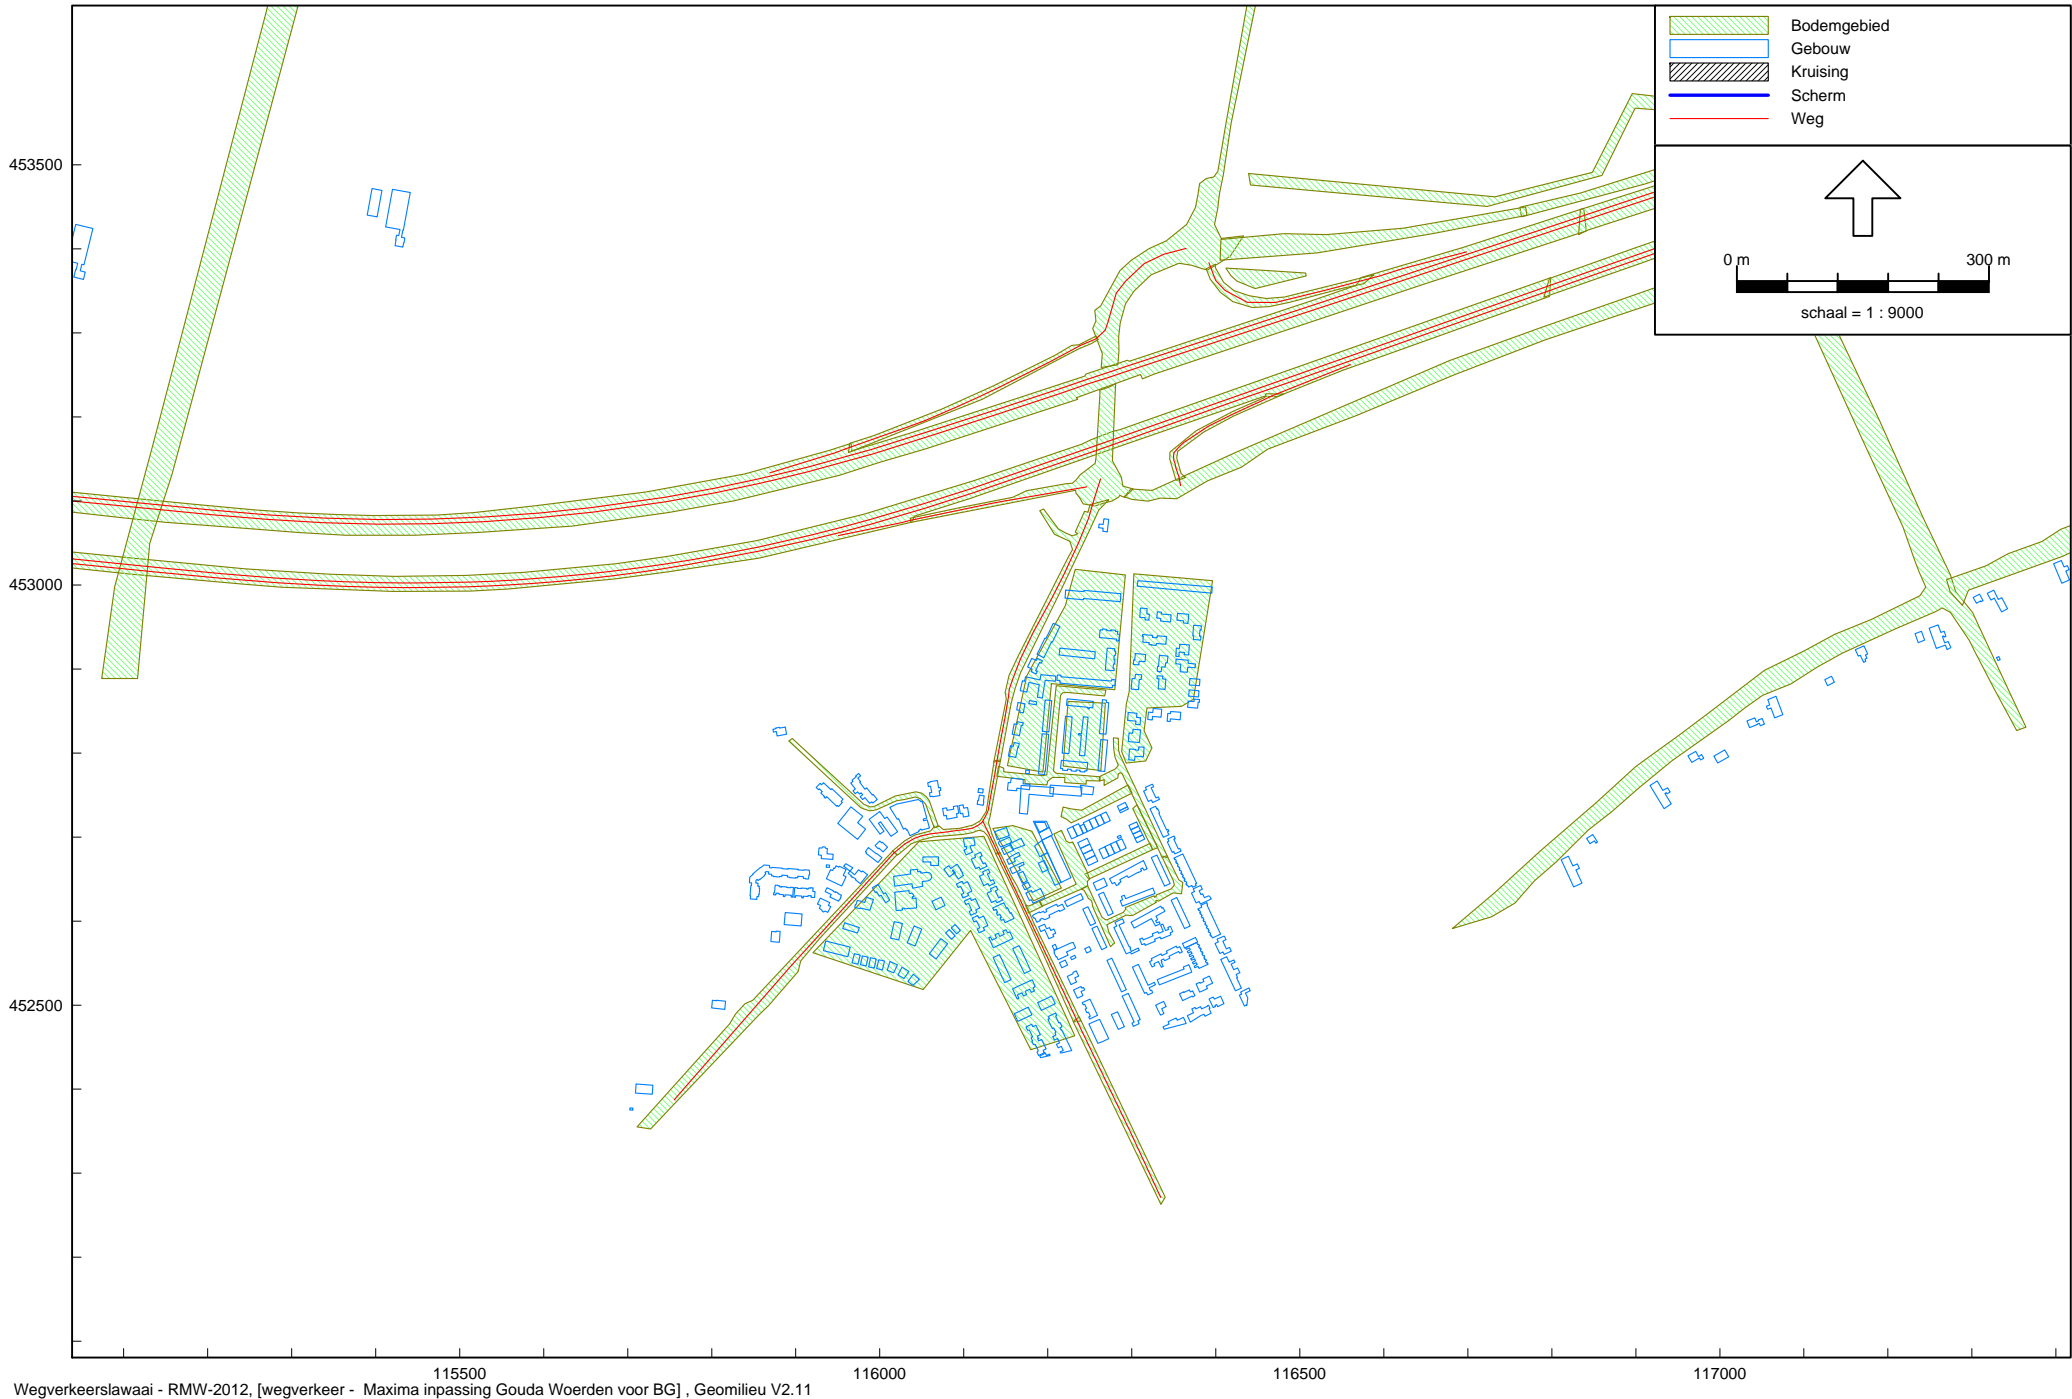 Bodemgebied
Gebouw
Kruising
Scherm
Weg
453500
0 m 300 m
schaal = 1 : 9000
453000
452500
115500 116000 116500 117000
Wegverkeerslawaai - RMW-2012, [wegverkeer - Maxima inpassing Gouda Woerden voor BG] , Geomilieu V2.11